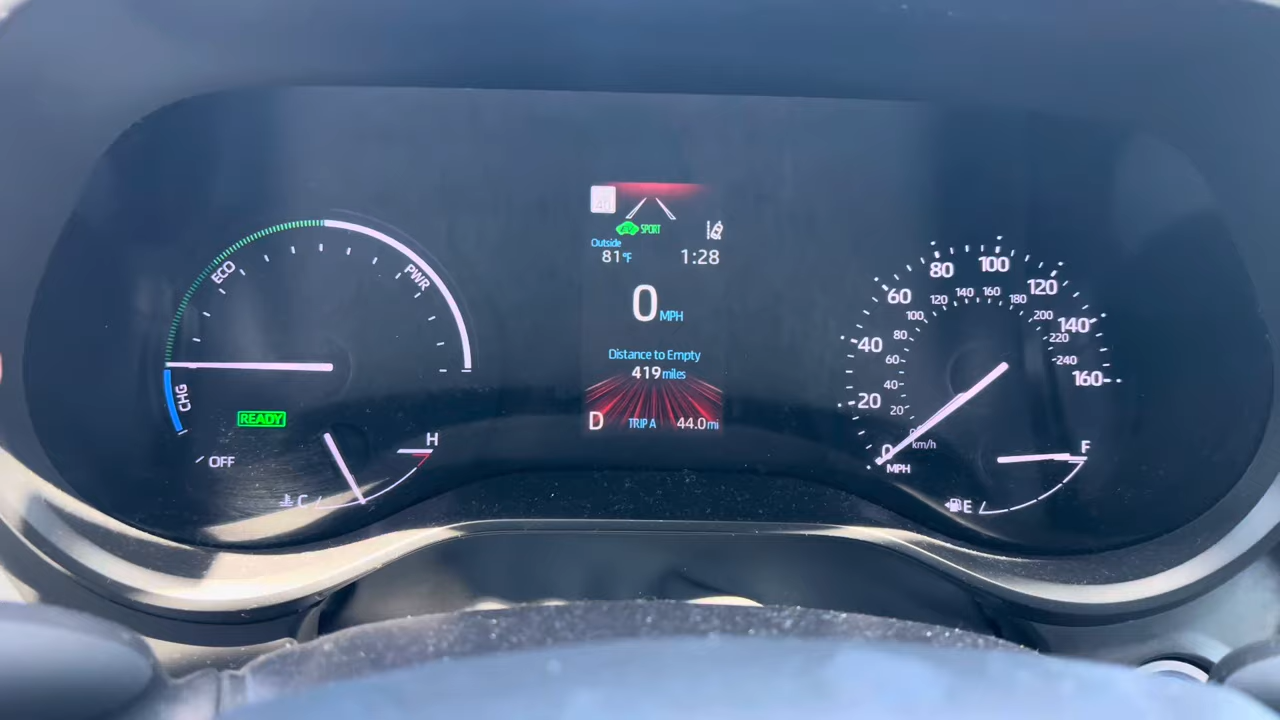 ECO
PWR
CHG
READY
OFF
H
C
SPORT
Outside
81°F
1:28
0 MPH
Distance to Empty
419 miles
D
TRIP A 44.0 mi
0
20
40
60
80
100
120
140
160
MPH
20
40
60
80
100
120
140
160
180
200
220
240
km/h
F
E